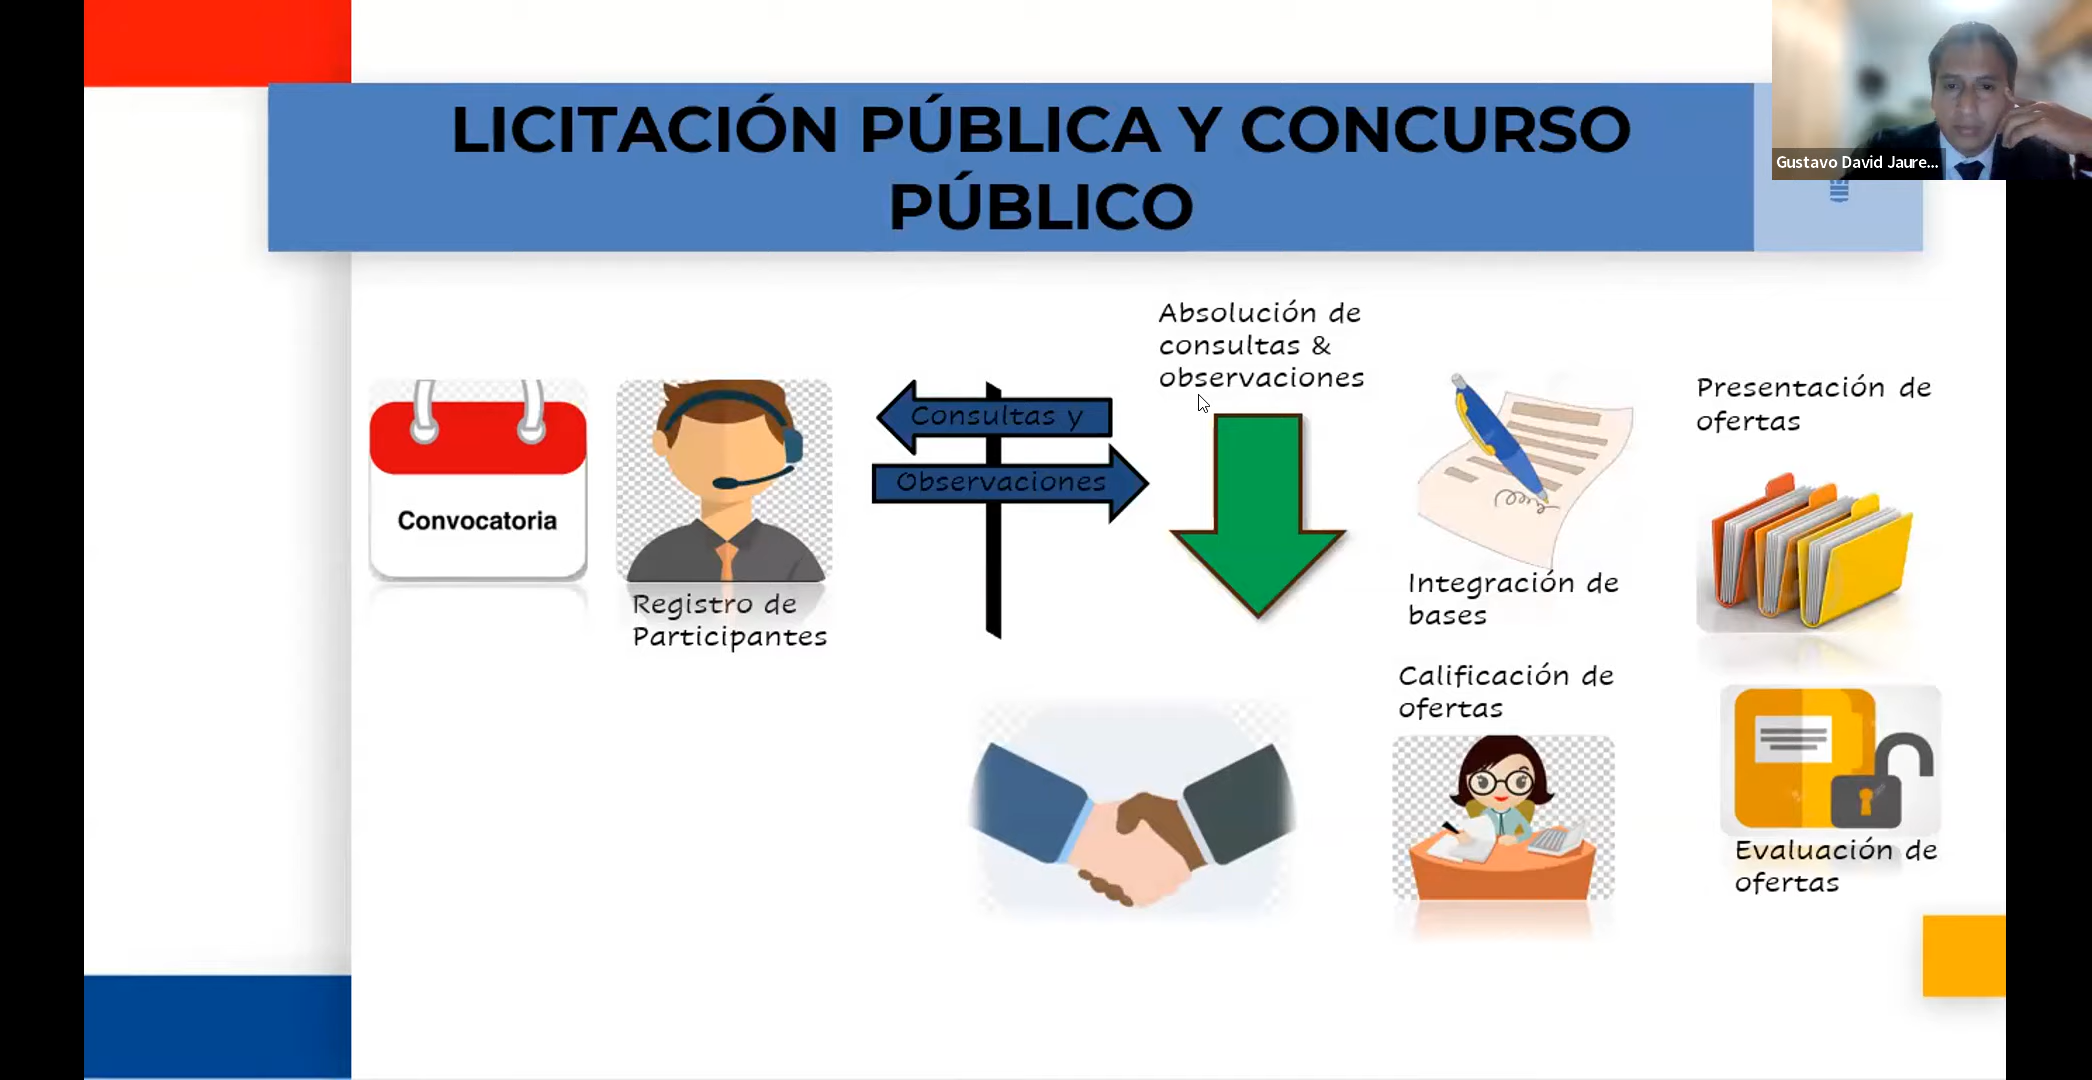 LICITACIÓN PÚBLICA Y CONCURSO
PÚBLICO
Gustavo David Jaure...
Convocatoria
Registro de
Participantes
Consultas y
Observaciones
Absolución de
consultas &
observaciones
Integración de
bases
Presentación de
ofertas
Calificación de
ofertas
Evaluación de
ofertas